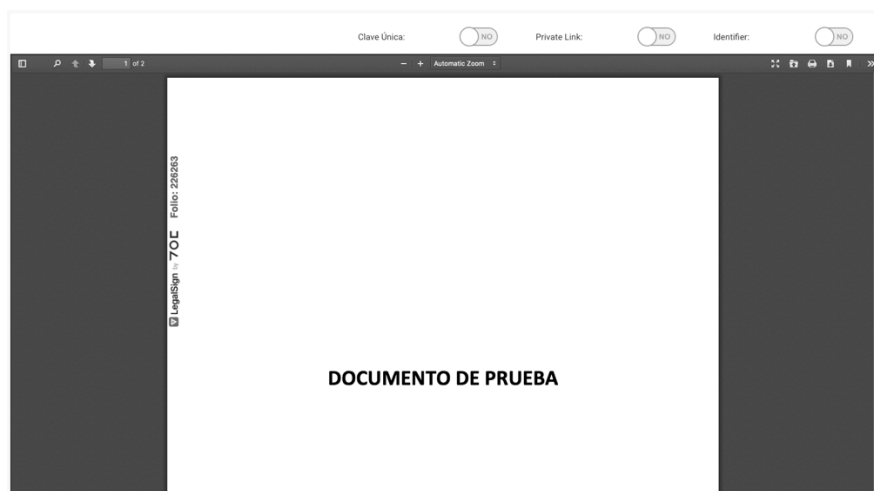 Clave Única: NO Private Link: NO Identifier: NO
1 of 2 Automatic Zoom
LegalSign by TOC Folio: 226263
DOCUMENTO DE PRUEBA